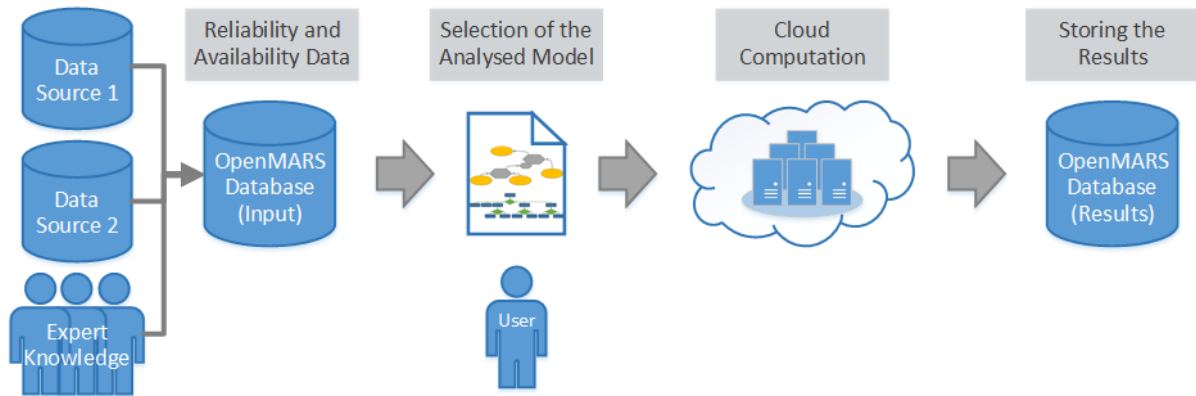 Data
Source 1
Data
Source 2
Expert
Knowledge
Reliability and
Availability Data
OpenMARS
Database
(Input)
Selection of the
Analysed Model
User
Cloud
Computation
Storing the
Results
OpenMARS
Database
(Results)